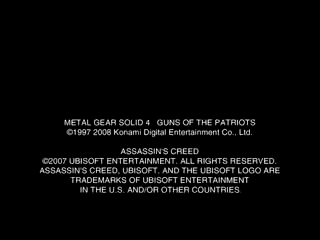 METAL GEAR SOLID 4 GUNS OF THE PATRIOTS
©1997 2008 Konami Digital Entertainment Co., Ltd.
ASSASSIN'S CREED
©2007 UBISOFT ENTERTAINMENT. ALL RIGHTS RESERVED.
ASSASSIN'S CREED, UBISOFT, AND THE UBISOFT LOGO ARE
TRADEMARKS OF UBISOFT ENTERTAINMENT
IN THE U.S. AND/OR OTHER COUNTRIES